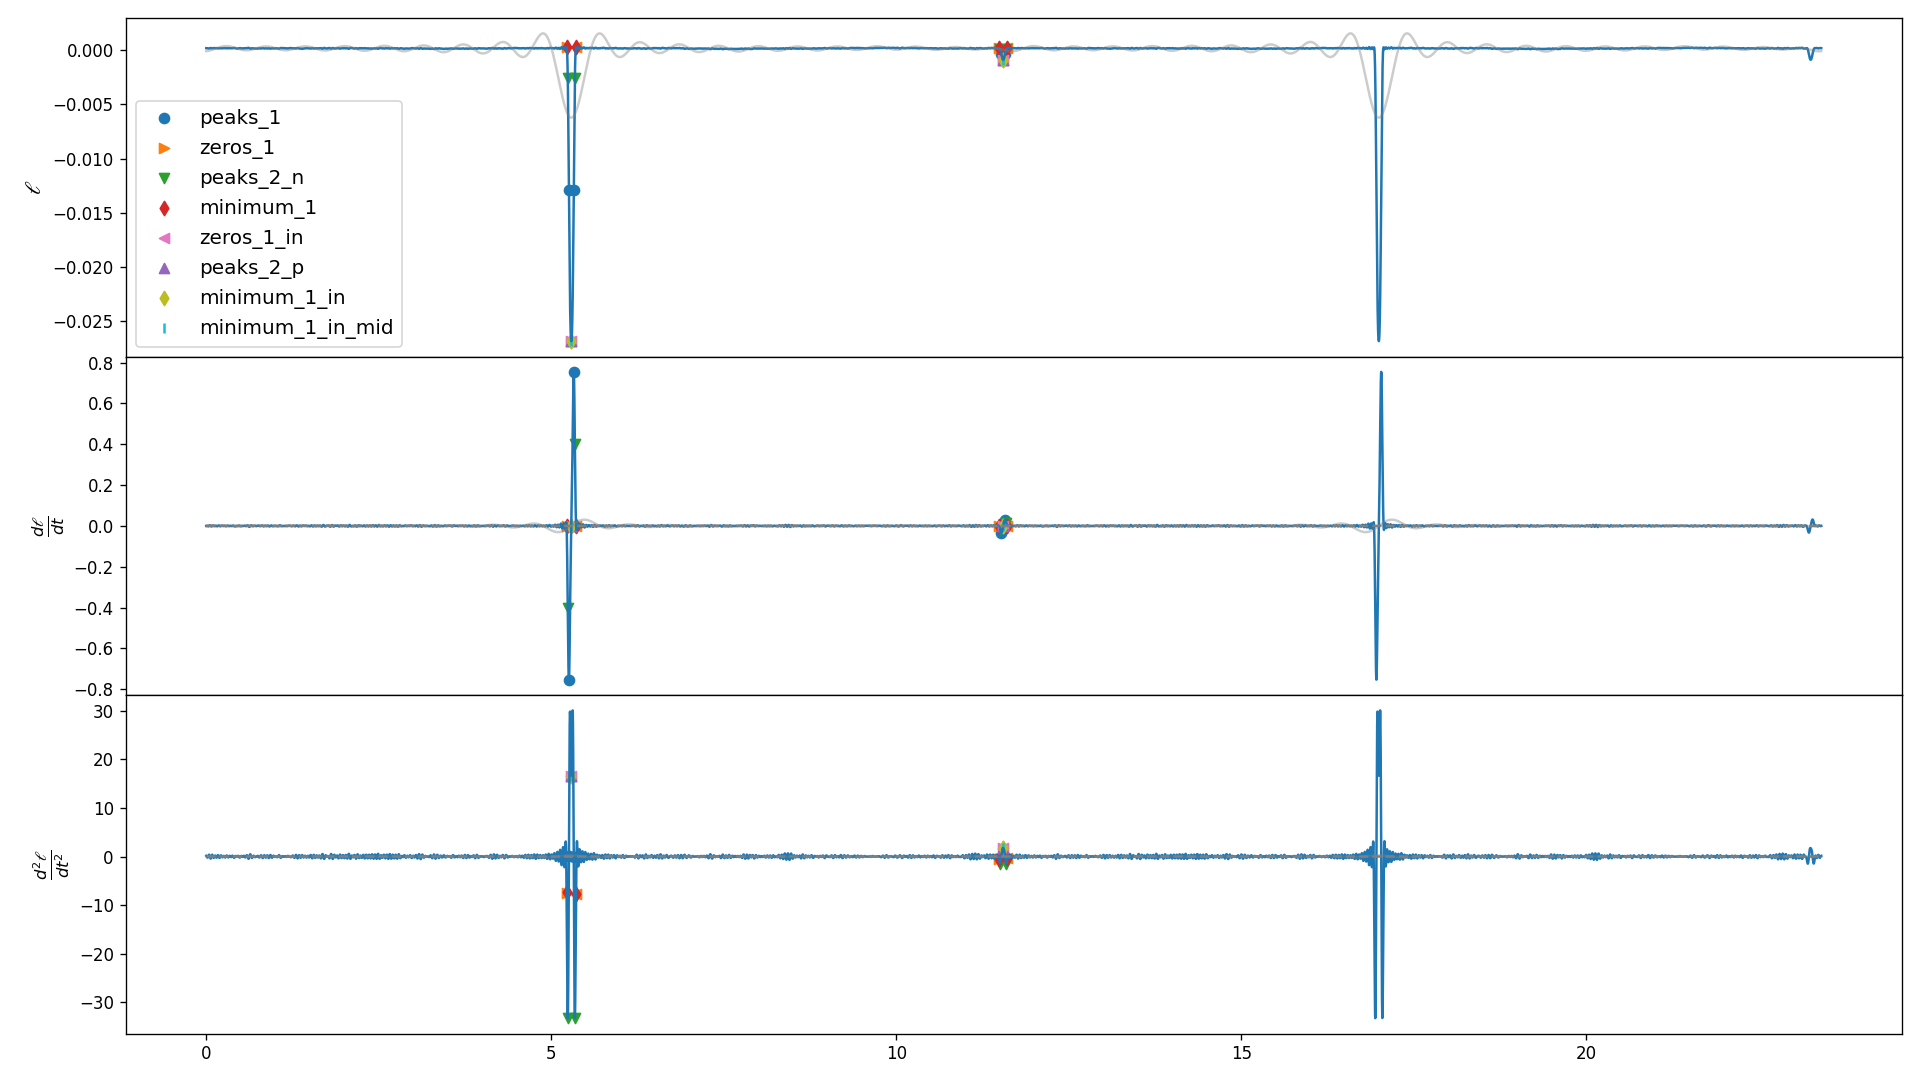 0.000
−0.005
−0.010
−0.015
−0.020
−0.025
ℓ
peaks_1
zeros_1
peaks_2_n
minimum_1
zeros_1_in
peaks_2_p
minimum_1_in
minimum_1_in_mid
0.8
0.6
0.4
0.2
0.0
−0.2
−0.4
−0.6
−0.8
dℓ/dt
30
20
10
0
−10
−20
−30
d²ℓ/dt²
0 5 10 15 20